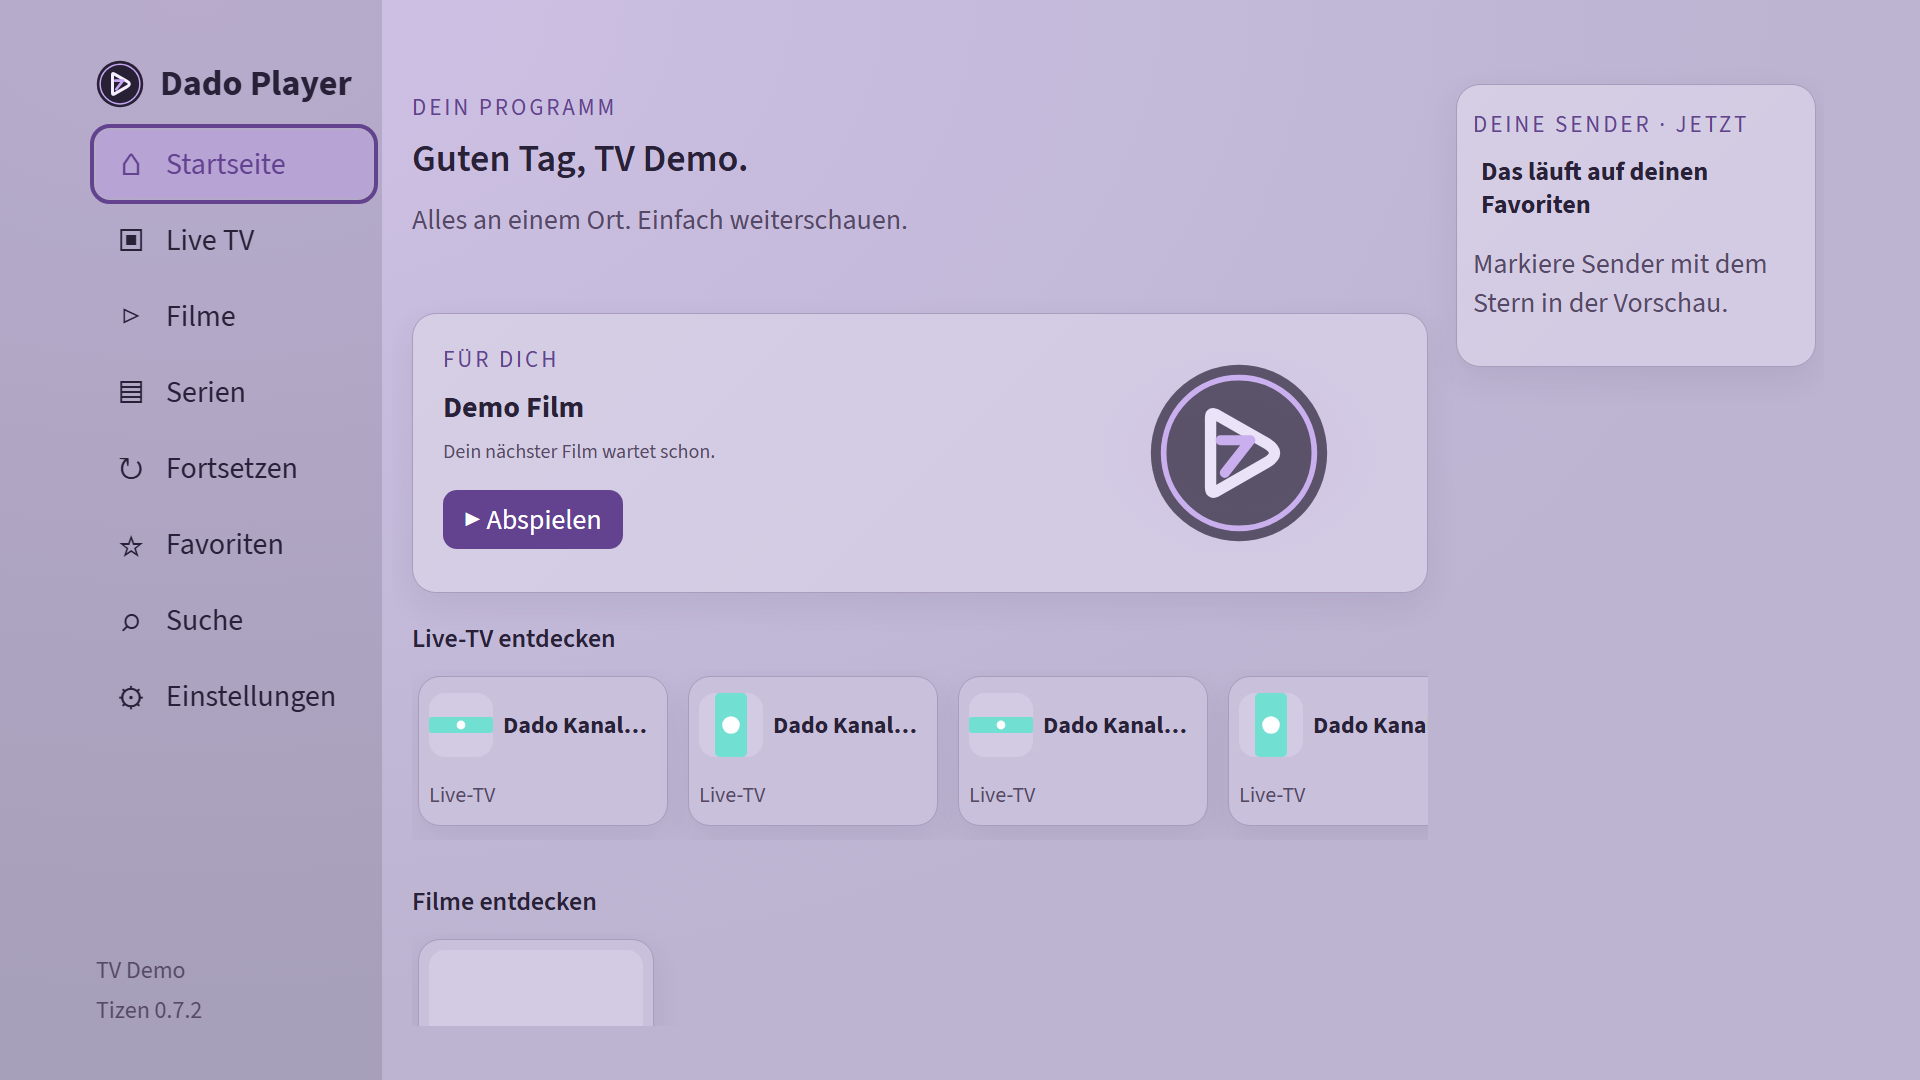 Dado Player
Startseite
Live TV
Filme
Serien
Fortsetzen
Favoriten
Suche
Einstellungen
TV Demo
Tizen 0.7.2
DEIN PROGRAMM
Guten Tag, TV Demo.
Alles an einem Ort. Einfach weiterschauen.
FÜR DICH
Demo Film
Dein nächster Film wartet schon.
Abspielen
Live-TV entdecken
Dado Kanal…
Live-TV
Dado Kanal…
Live-TV
Dado Kanal…
Live-TV
Dado Kana
Live-TV
Filme entdecken
DEINE SENDER · JETZT
Das läuft auf deinen
Favoriten
Markiere Sender mit dem
Stern in der Vorschau.